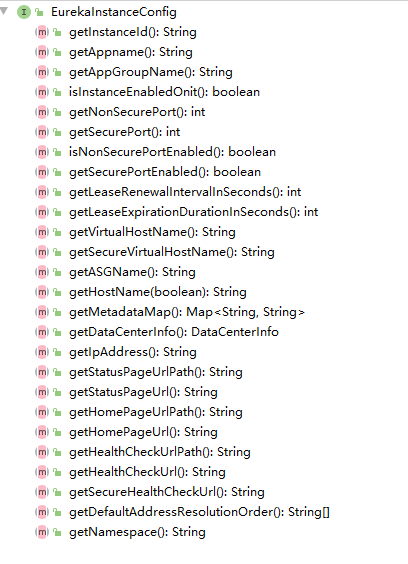 EurekaInstanceConfig
getInstanceId(): String
getAppname(): String
getAppGroupName(): String
isInstanceEnabledOnit(): boolean
getNonSecurePort(): int
getSecurePort(): int
isNonSecurePortEnabled(): boolean
getSecurePortEnabled(): boolean
getLeaseRenewalIntervalInSeconds(): int
getLeaseExpirationDurationInSeconds(): int
getVirtualHostName(): String
getSecureVirtualHostName(): String
getASGName(): String
getHostName(boolean): String
getMetadataMap(): Map<String, String>
getDataCenterInfo(): DataCenterInfo
getIpAddress(): String
getStatusPageUrlPath(): String
getStatusPageUrl(): String
getHomePageUrlPath(): String
getHomePageUrl(): String
getHealthCheckUrlPath(): String
getHealthCheckUrl(): String
getSecureHealthCheckUrl(): String
getDefaultAddressResolutionOrder(): String[]
getNamespace(): String